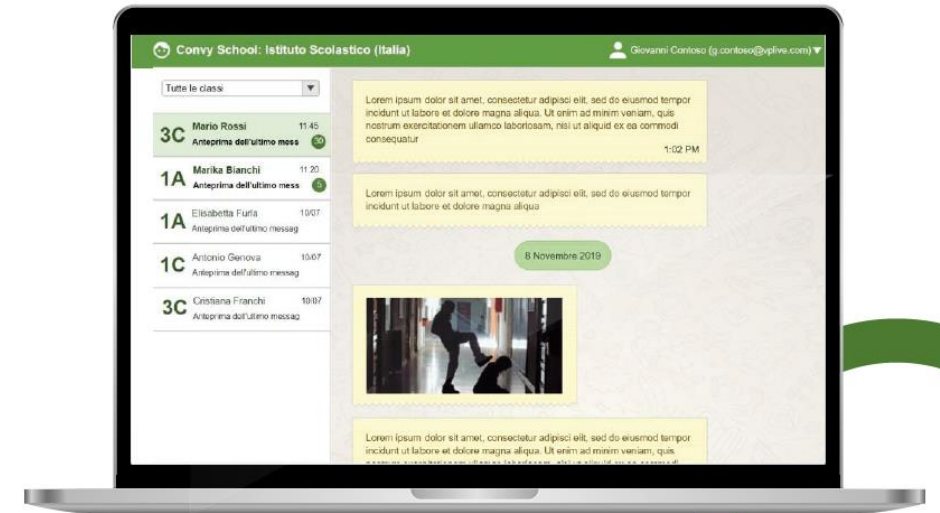 Convy School: Istituto Scolastico (Italia)
Giovanni Contoso (g.contoso@vplive.com)
Tutte le classi
3C
Mario Rossi 11:45
Anteprima dell'ultimo mess 30
1A
Marika Bianchi 11:20
Anteprima dell'ultimo mess 5
1A
Elisabetta Furla 10/07
Anteprima dell'ultimo messag
1C
Antonio Genova 10/07
Anteprima dell'ultimo messag
3C
Cristiana Franchi 10/07
Anteprima dell'ultimo messag
Lorem ipsum dolor sit amet, consectetur adipisci elit, sed do eiusmod tempor
incidunt ut labore et dolore magna aliqua. Ut enim ad minim veniam, quis
nostrum exercitationem ullamco laboriosam, nisi ut aliquid ex ea commodi
consequatur
1:02 PM
Lorem ipsum dolor sit amet, consectetur adipisci elit, sed do eiusmod tempor
incidunt ut labore et dolore magna aliqua
8 Novembre 2019
Lorem ipsum dolor sit amet, consectetur adipisci elit, sed do eiusmod tempor
incidunt ut labore et dolore magna aliqua. Ut enim ad minim veniam, quis